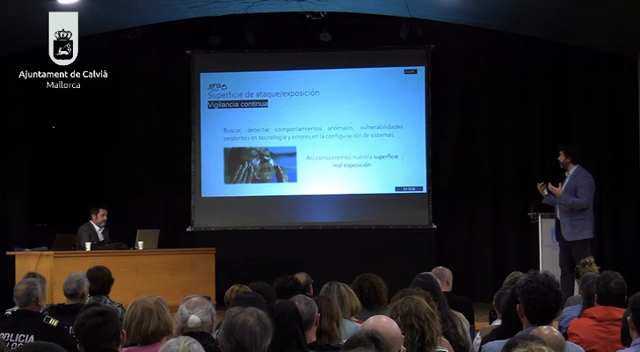 Ajuntament de Calvià
Mallorca
Superficie de ataque/exposición
Vigilancia continua
Buscar, detectar comportamientos anómalos, vulnerabilidades
existentes en tecnología y errores en la configuración de sistemas.
Así conoceremos nuestra superficie
real exposición
POLICIA